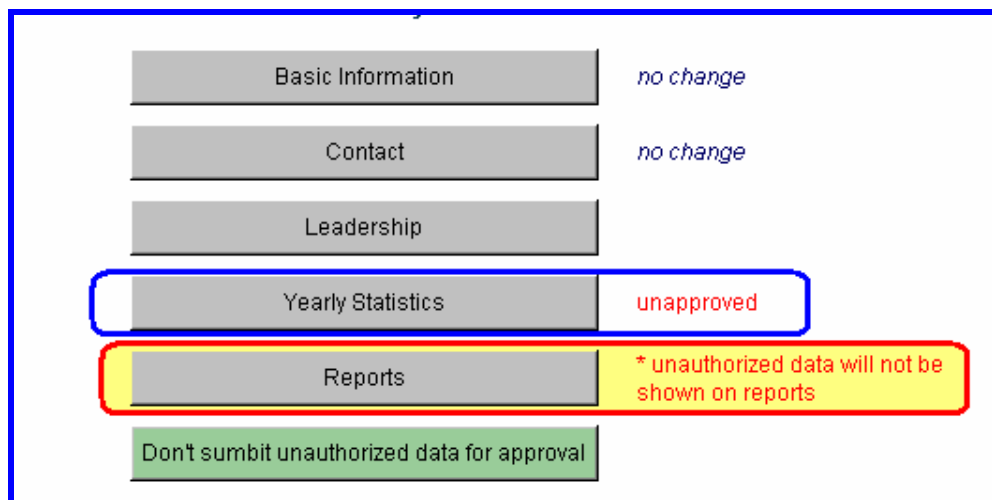 Basic Information no change
Contact no change
Leadership
Yearly Statistics unapproved
Reports * unauthorized data will not be
shown on reports
Don't sumbit unauthorized data for approval